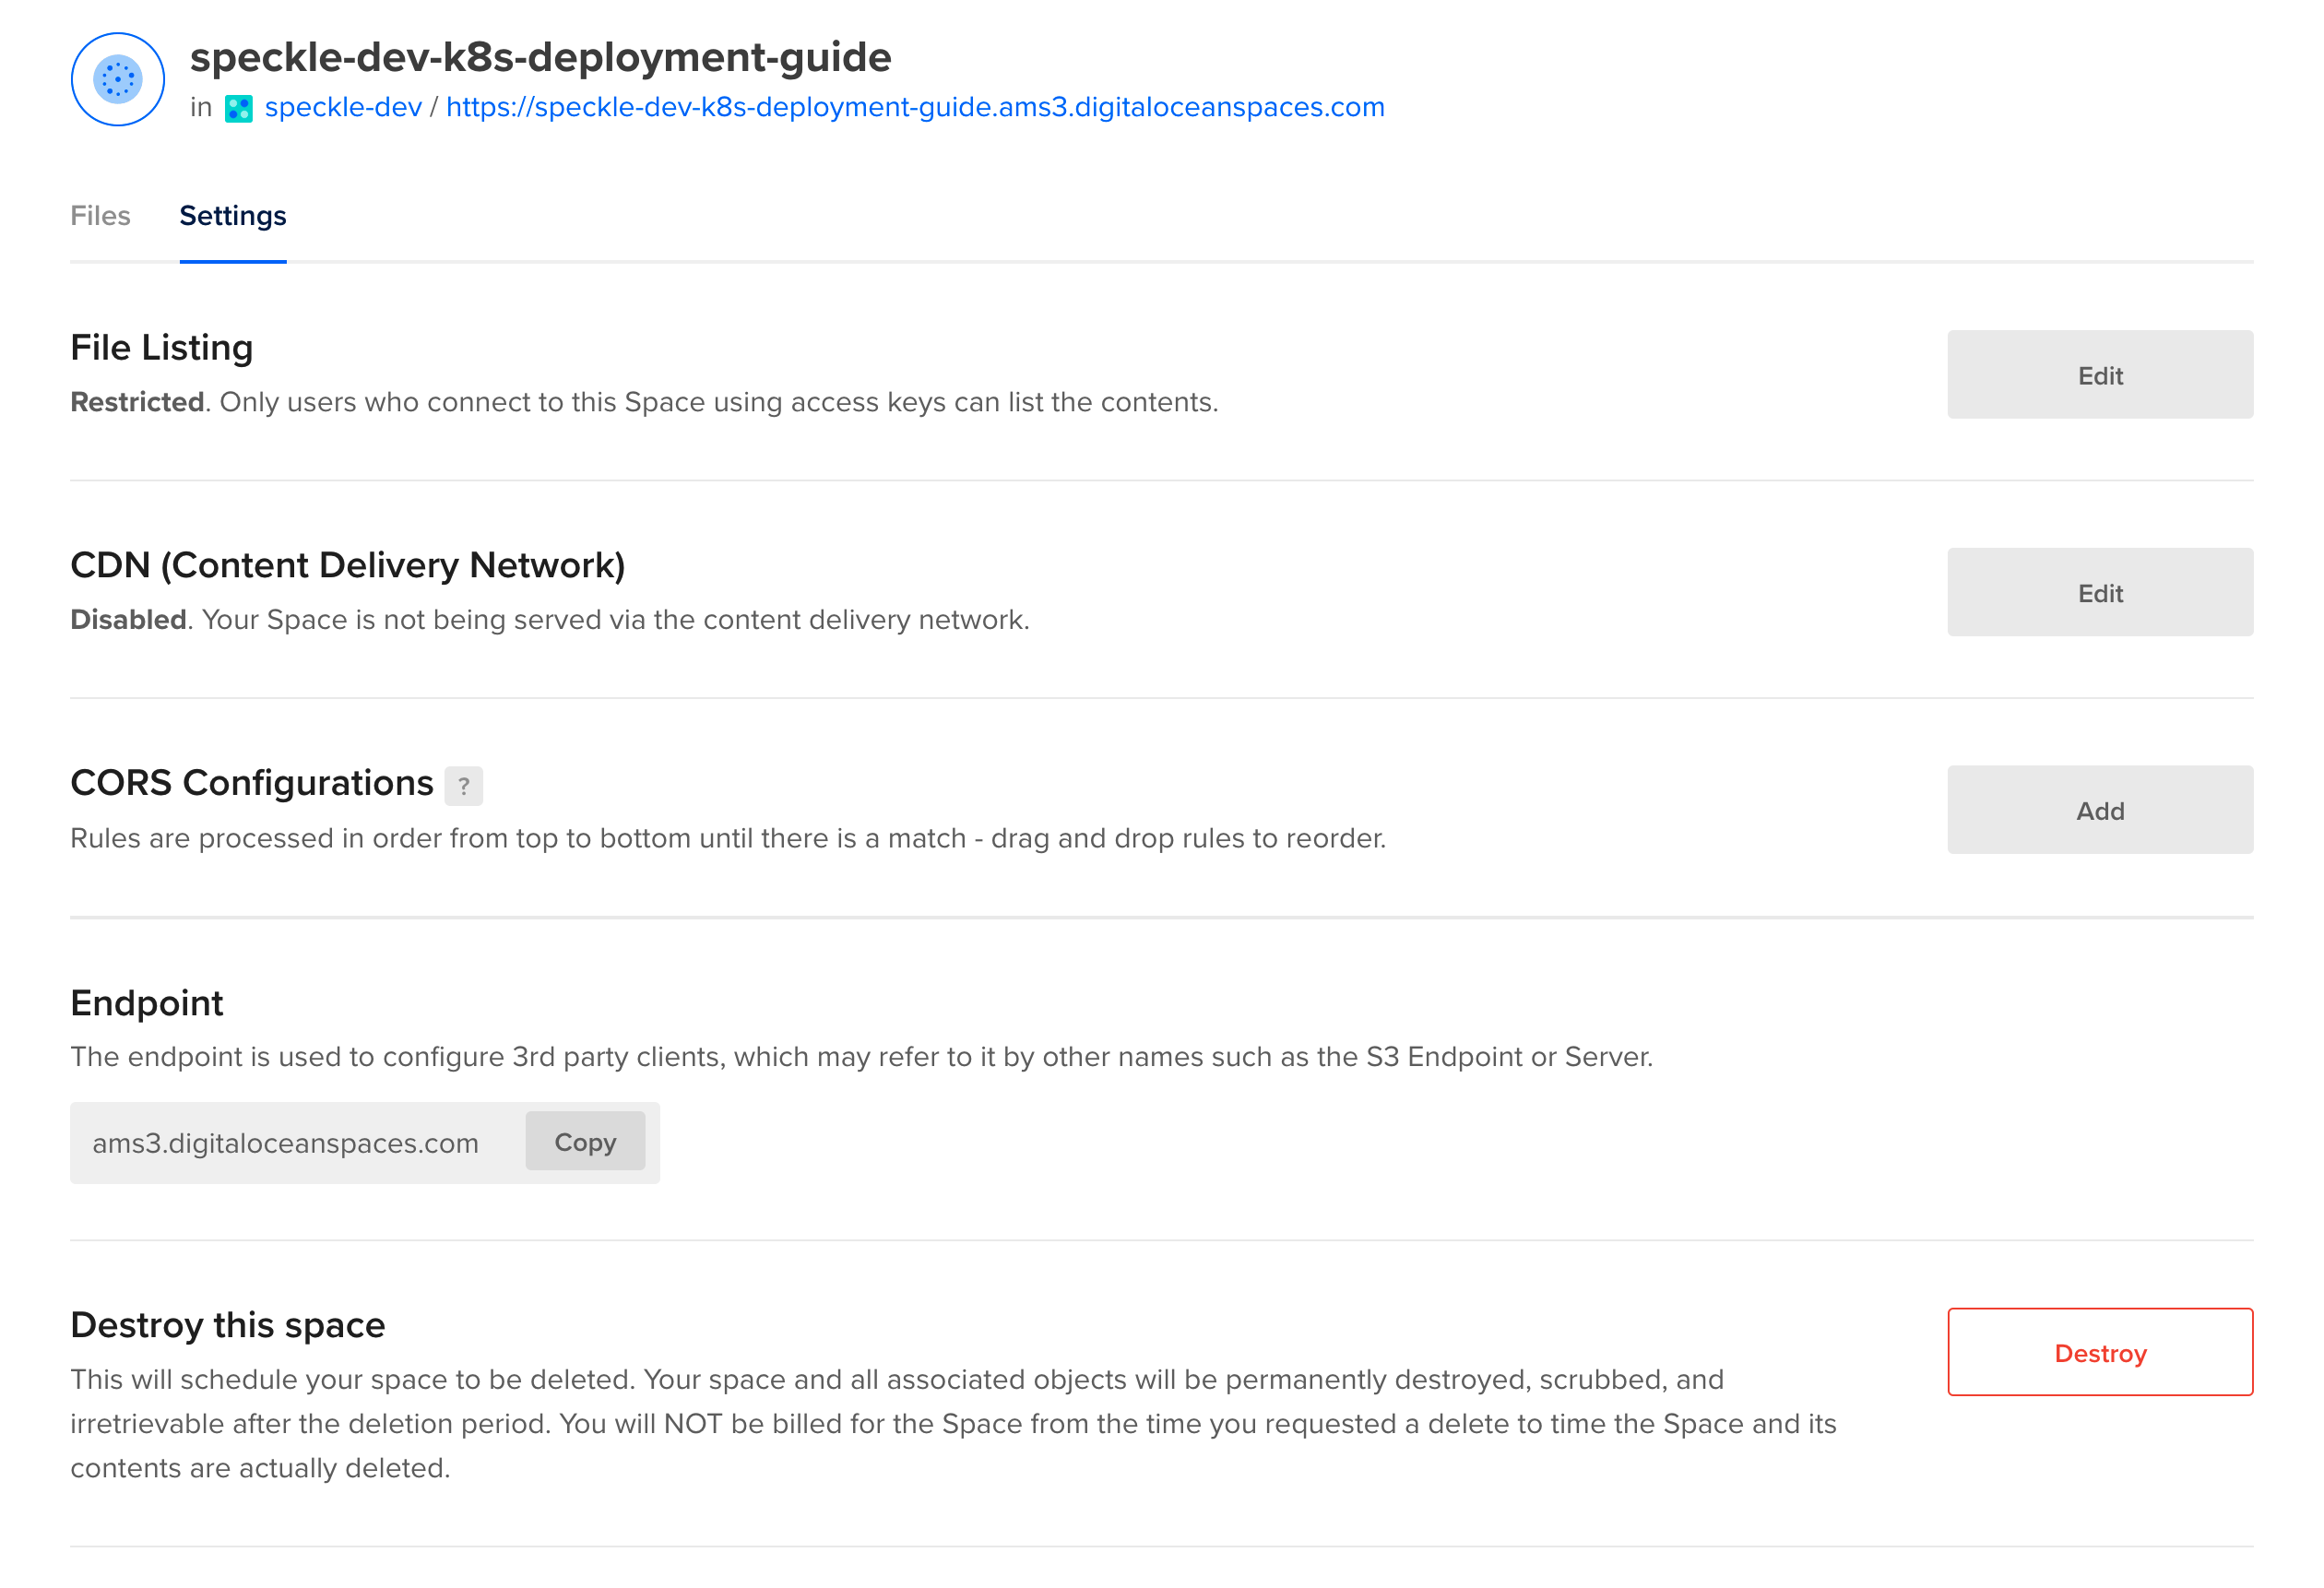 speckle-dev-k8s-deployment-guide
in speckle-dev / https://speckle-dev-k8s-deployment-guide.ams3.digitaloceanspaces.com
Files Settings
File Listing
Edit
Restricted. Only users who connect to this Space using access keys can list the contents.
CDN (Content Delivery Network)
Edit
Disabled. Your Space is not being served via the content delivery network.
CORS Configurations ?
Add
Rules are processed in order from top to bottom until there is a match - drag and drop rules to reorder.
Endpoint
The endpoint is used to configure 3rd party clients, which may refer to it by other names such as the S3 Endpoint or Server.
ams3.digitaloceanspaces.com Copy
Destroy this space
Destroy
This will schedule your space to be deleted. Your space and all associated objects will be permanently destroyed, scrubbed, and
irretrievable after the deletion period. You will NOT be billed for the Space from the time you requested a delete to time the Space and its
contents are actually deleted.